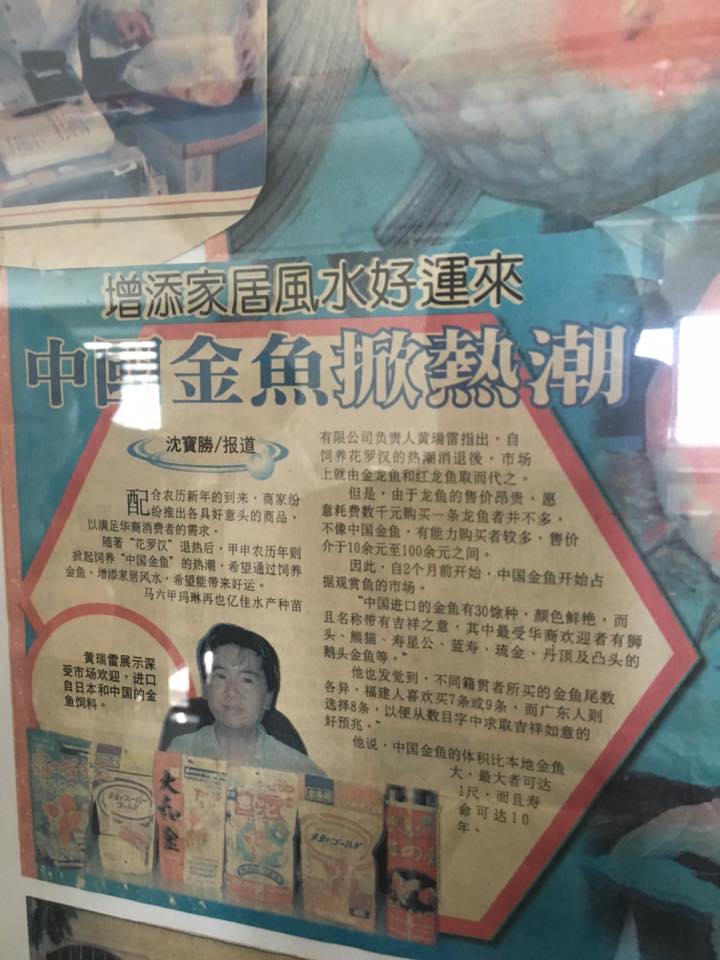 增添家居風水好運來
中國金魚掀熱潮
沈寶勝/报道
配合农历新年的到来,商家纷
纷推出各具好意头的商品,
以满足华裔消费者的需求。
随著“花罗汉”退热后,甲申农历年则
掀起饲养“中国金鱼”的热潮,希望通过饲养
金鱼,增添家居风水,希望能带来好运。
马六甲玛琳再也亿佳水产种苗
有限公司负责人黄瑞雷指出,自
饲养花罗汉的热潮消退後,市场
上就由金龙鱼和红龙鱼取而代之。
但是,由于龙鱼的售价昂贵、愿
意耗费数千元购买一条龙鱼者并不多,
不像中国金鱼,有能力购买者较多,售价
介于10余元至100余元之间。
因此,自2个月前开始,中国金鱼开始占
据观赏鱼的市场。
“中国进口的金鱼有30馀种,颜色鲜艳,而
且名称带有吉祥之意,其中最受华裔欢迎者有狮
头、熊猫、寿星公、蓝寿、琉金、丹顶及凸头的
鹅头金鱼等。”
他也发觉到,不同籍贯者所买的金鱼尾数
各异,福建人喜欢买7条或9条,而广东人则
选择8条,以便从数目字中求取吉祥如意的
好预兆。”
他说,中国金鱼的体积比本地金鱼
大,最大者可达
1尺,而且寿
命可达10
年。
黄瑞雷展示深
受市场欢迎,进口
自日本和中国的金
鱼饲料。
大和金
メディゴールド